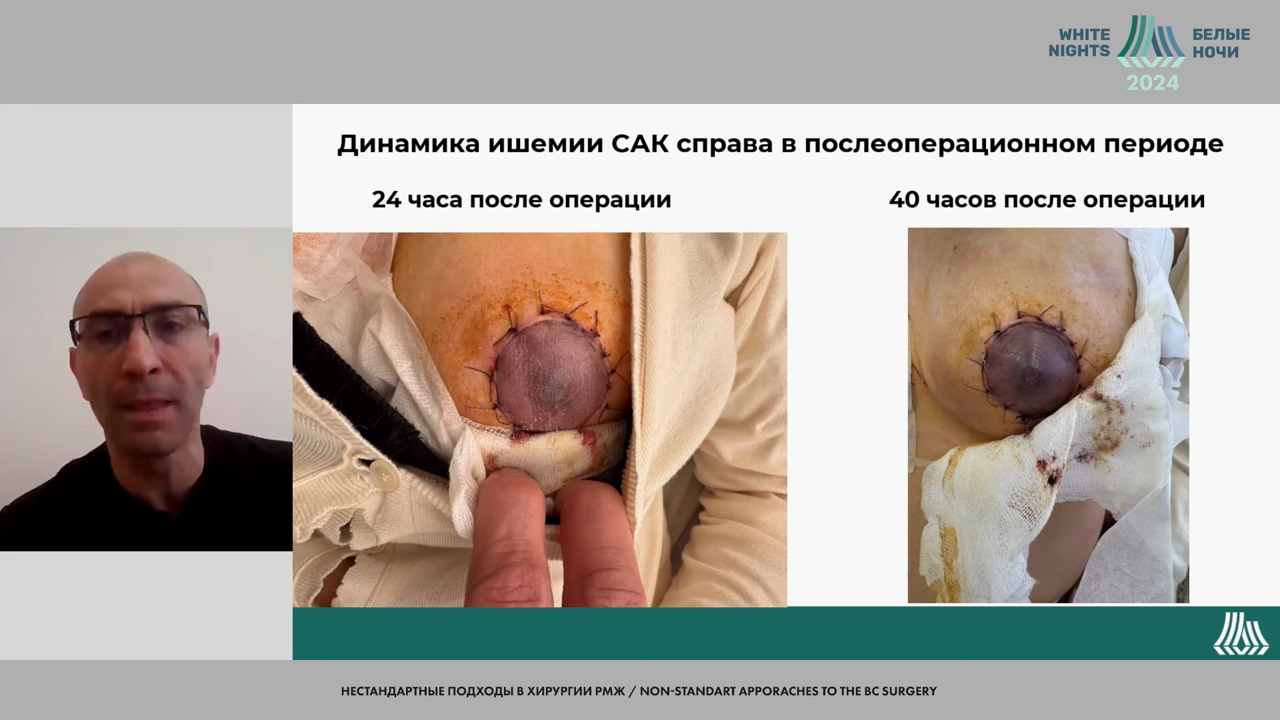 WHITE
NIGHTS
БЕЛЫЕ
НОЧИ
2024
Динамика ишемии САК справа в послеоперационном периоде
24 часа после операции
40 часов после операции
НЕСТАНДАРТНЫЕ ПОДХОДЫ В ХИРУРГИИ РМЖ / NON-STANDART APPORACHES TO THE BC SURGERY